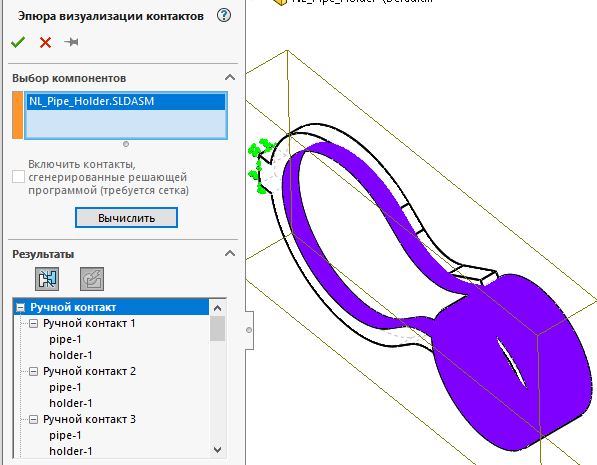 NL_Pipe_Holder (Default...
Эпюра визуализации контактов
Выбор компонентов
NL_Pipe_Holder.SLDASM
Включить контакты,
сгенерированные решающей
программой (требуется сетка)
Вычислить
Результаты
Ручной контакт
Ручной контакт 1
pipe-1
holder-1
Ручной контакт 2
pipe-1
holder-1
Ручной контакт 3
pipe-1
holder-1